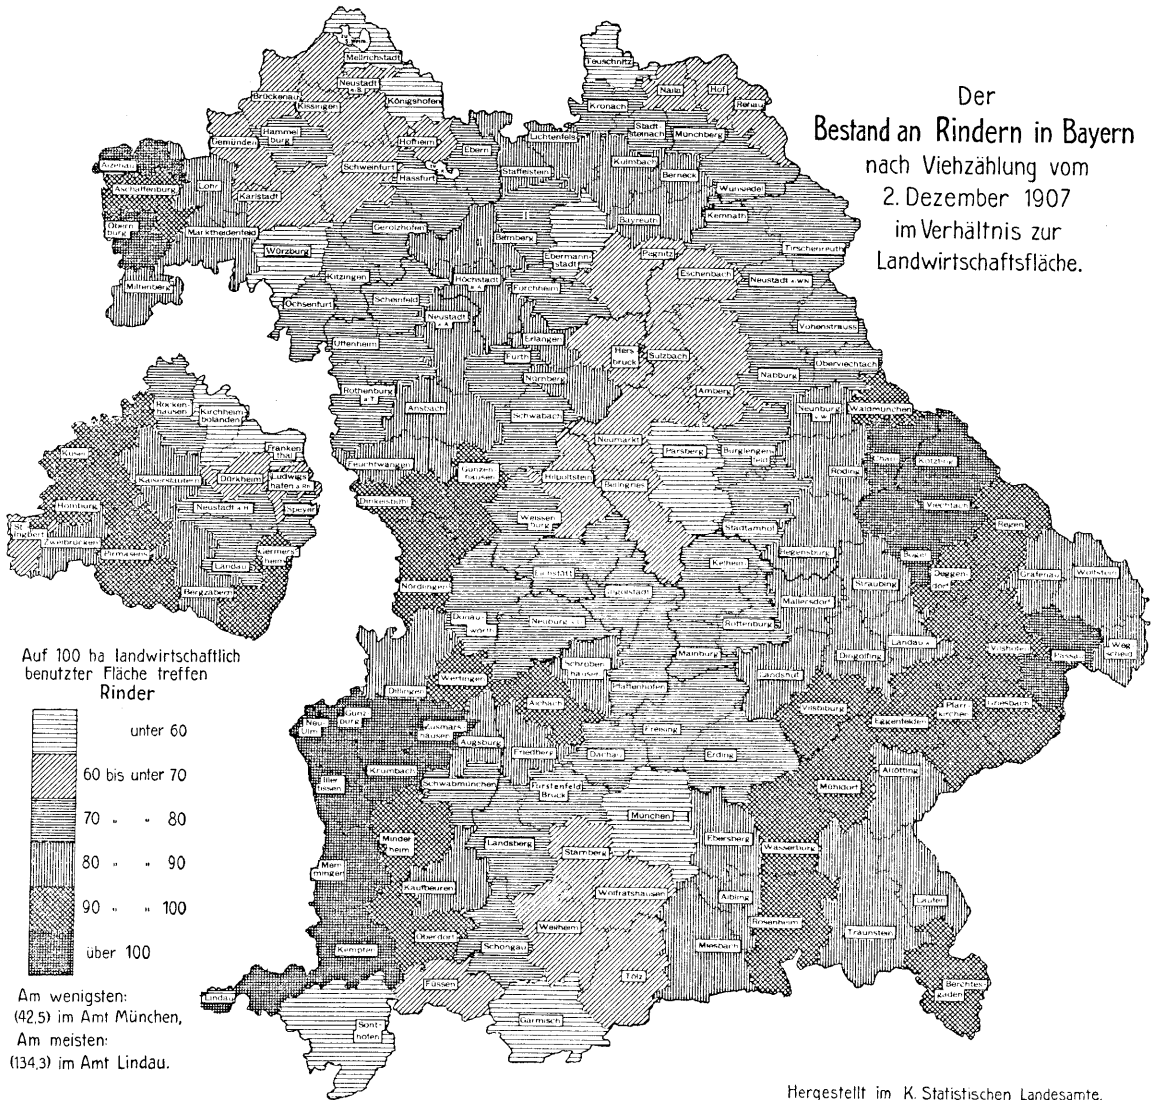 Der
Bestand an Rindern in Bayern
nach Viehzählung vom
2. Dezember 1907
im Verhältnis zur
Landwirtschaftsfläche.
Mellrichstadt
Teuschnitz
Neustadt a.S.
Königshofen
Brückenau
Kissingen
Naila
Hof
Rehau
Kronach
Hammelburg
Gemünden
Hofheim
Ebern
Lichtenfels
Stadtsteinach
Münchberg
Alzenau
Schweinfurt
Hassfurt
Staffelstein
Kulmbach
Berneck
Wunsiedel
Aschaffenburg
Lohr
Karlstadt
Obernburg
Marktheidenfeld
Gerolzhofen
Bamberg
Bayreuth
Kemnath
Würzburg
Ebermannstadt
Pegnitz
Tirschenreuth
Miltenberg
Kitzingen
Höchstadt
Forchheim
Eschenbach
Neustadt a.W.N.
Ochsenfurt
Scheinfeld
Neustadt a.A.
Vohenstrauss
Uffenheim
Erlangen
Fürth
Hersbruck
Sulzbach
Oberviechtach
Nürnberg
Nabburg
Amberg
Rothenburg a.T.
Ansbach
Schwabach
Neunburg v.W.
Waldmünchen
Rockenhausen
Kirchheimbolanden
Neumarkt
Parsberg
Burglengenfeld
Kusel
Frankenthal
Feuchtwangen
Gunzenhausen
Hilpoltstein
Beilngries
Roding
Cham
Kötzting
Kaiserslautern
Dürkheim
Ludwigshafen a.Rh.
Homburg
Neustadt a.H.
Speyer
Dinkelsbühl
Weissenburg
Stadtamhof
Viechtach
Regen
St. Ingbert
Zweibrücken
Pirmasens
Landau
Germersheim
Bergzabern
Regensburg
Bogen
Deggendorf
Nördlingen
Eichstätt
Ingolstadt
Kelheim
Straubing
Grafenau
Wolfstein
Donauwörth
Neuburg a.D.
Rottenburg
Mallersdorf
Landau a.
Vilshofen
Passau
Wegscheid
Dillingen
Wertingen
Schrobenhausen
Pfaffenhofen
Mainburg
Landshut
Dingolfing
Neu Ulm
Günzburg
Zusmarshausen
Aichach
Vilsbiburg
Eggenfelden
Pfarrkirchen
Griesbach
Augsburg
Friedberg
Dachau
Freising
Erding
Illertissen
Krumbach
Schwabmünchen
Fürstenfeld Bruck
München
Mühldorf
Altötting
Mindelheim
Landsberg
Starnberg
Ebersberg
Wasserburg
Memmingen
Kaufbeuren
Wolfratshausen
Aibling
Rosenheim
Laufen
Traunstein
Kempten
Oberdorf
Schongau
Weilheim
Miesbach
Tölz
Füssen
Lindau
Berchtesgaden
Sonthofen
Garmisch
Auf 100 ha landwirtschaftlich
benutzter Fläche treffen
Rinder
unter 60
60 bis unter 70
70 " " 80
80 " " 90
90 " " 100
über 100
Am wenigsten:
(42,5) im Amt München,
Am meisten:
(134,3) im Amt Lindau.
Hergestellt im K. Statistischen Landesamte.